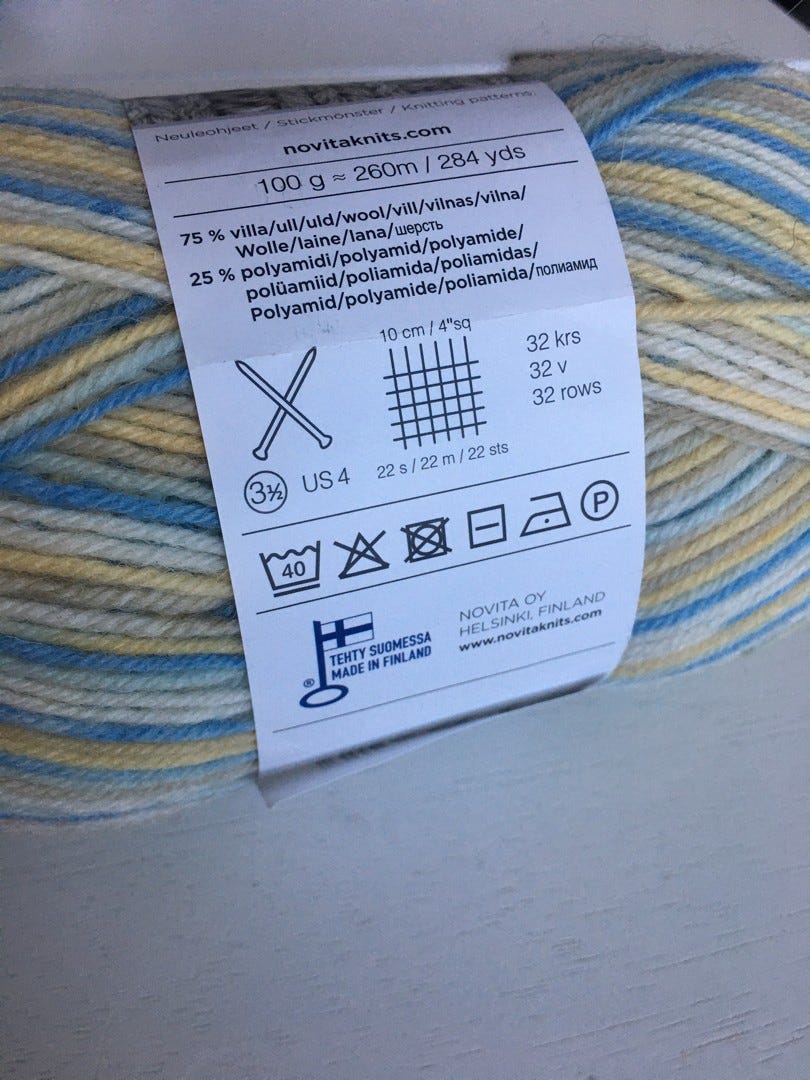 Neuleohjeet / Stickmönster / Knitting patterns:
novitaknits.com
100 g ≈ 260m / 284 yds
75 % villa/ull/uld/wool/vill/vilnas/vilna/
Wolle/laine/lana/шерсть
25 % polyamidi/polyamid/polyamide/
polüamiid/poliamida/poliamidas/
Polyamid/polyamide/poliamida/полиамид
10 cm / 4"sq
32 krs
32 v
32 rows
22 s / 22 m / 22 sts
3½ US 4
40
P
TEHTY SUOMESSA
MADE IN FINLAND
®
NOVITA OY
HELSINKI, FINLAND
www.novitaknits.com